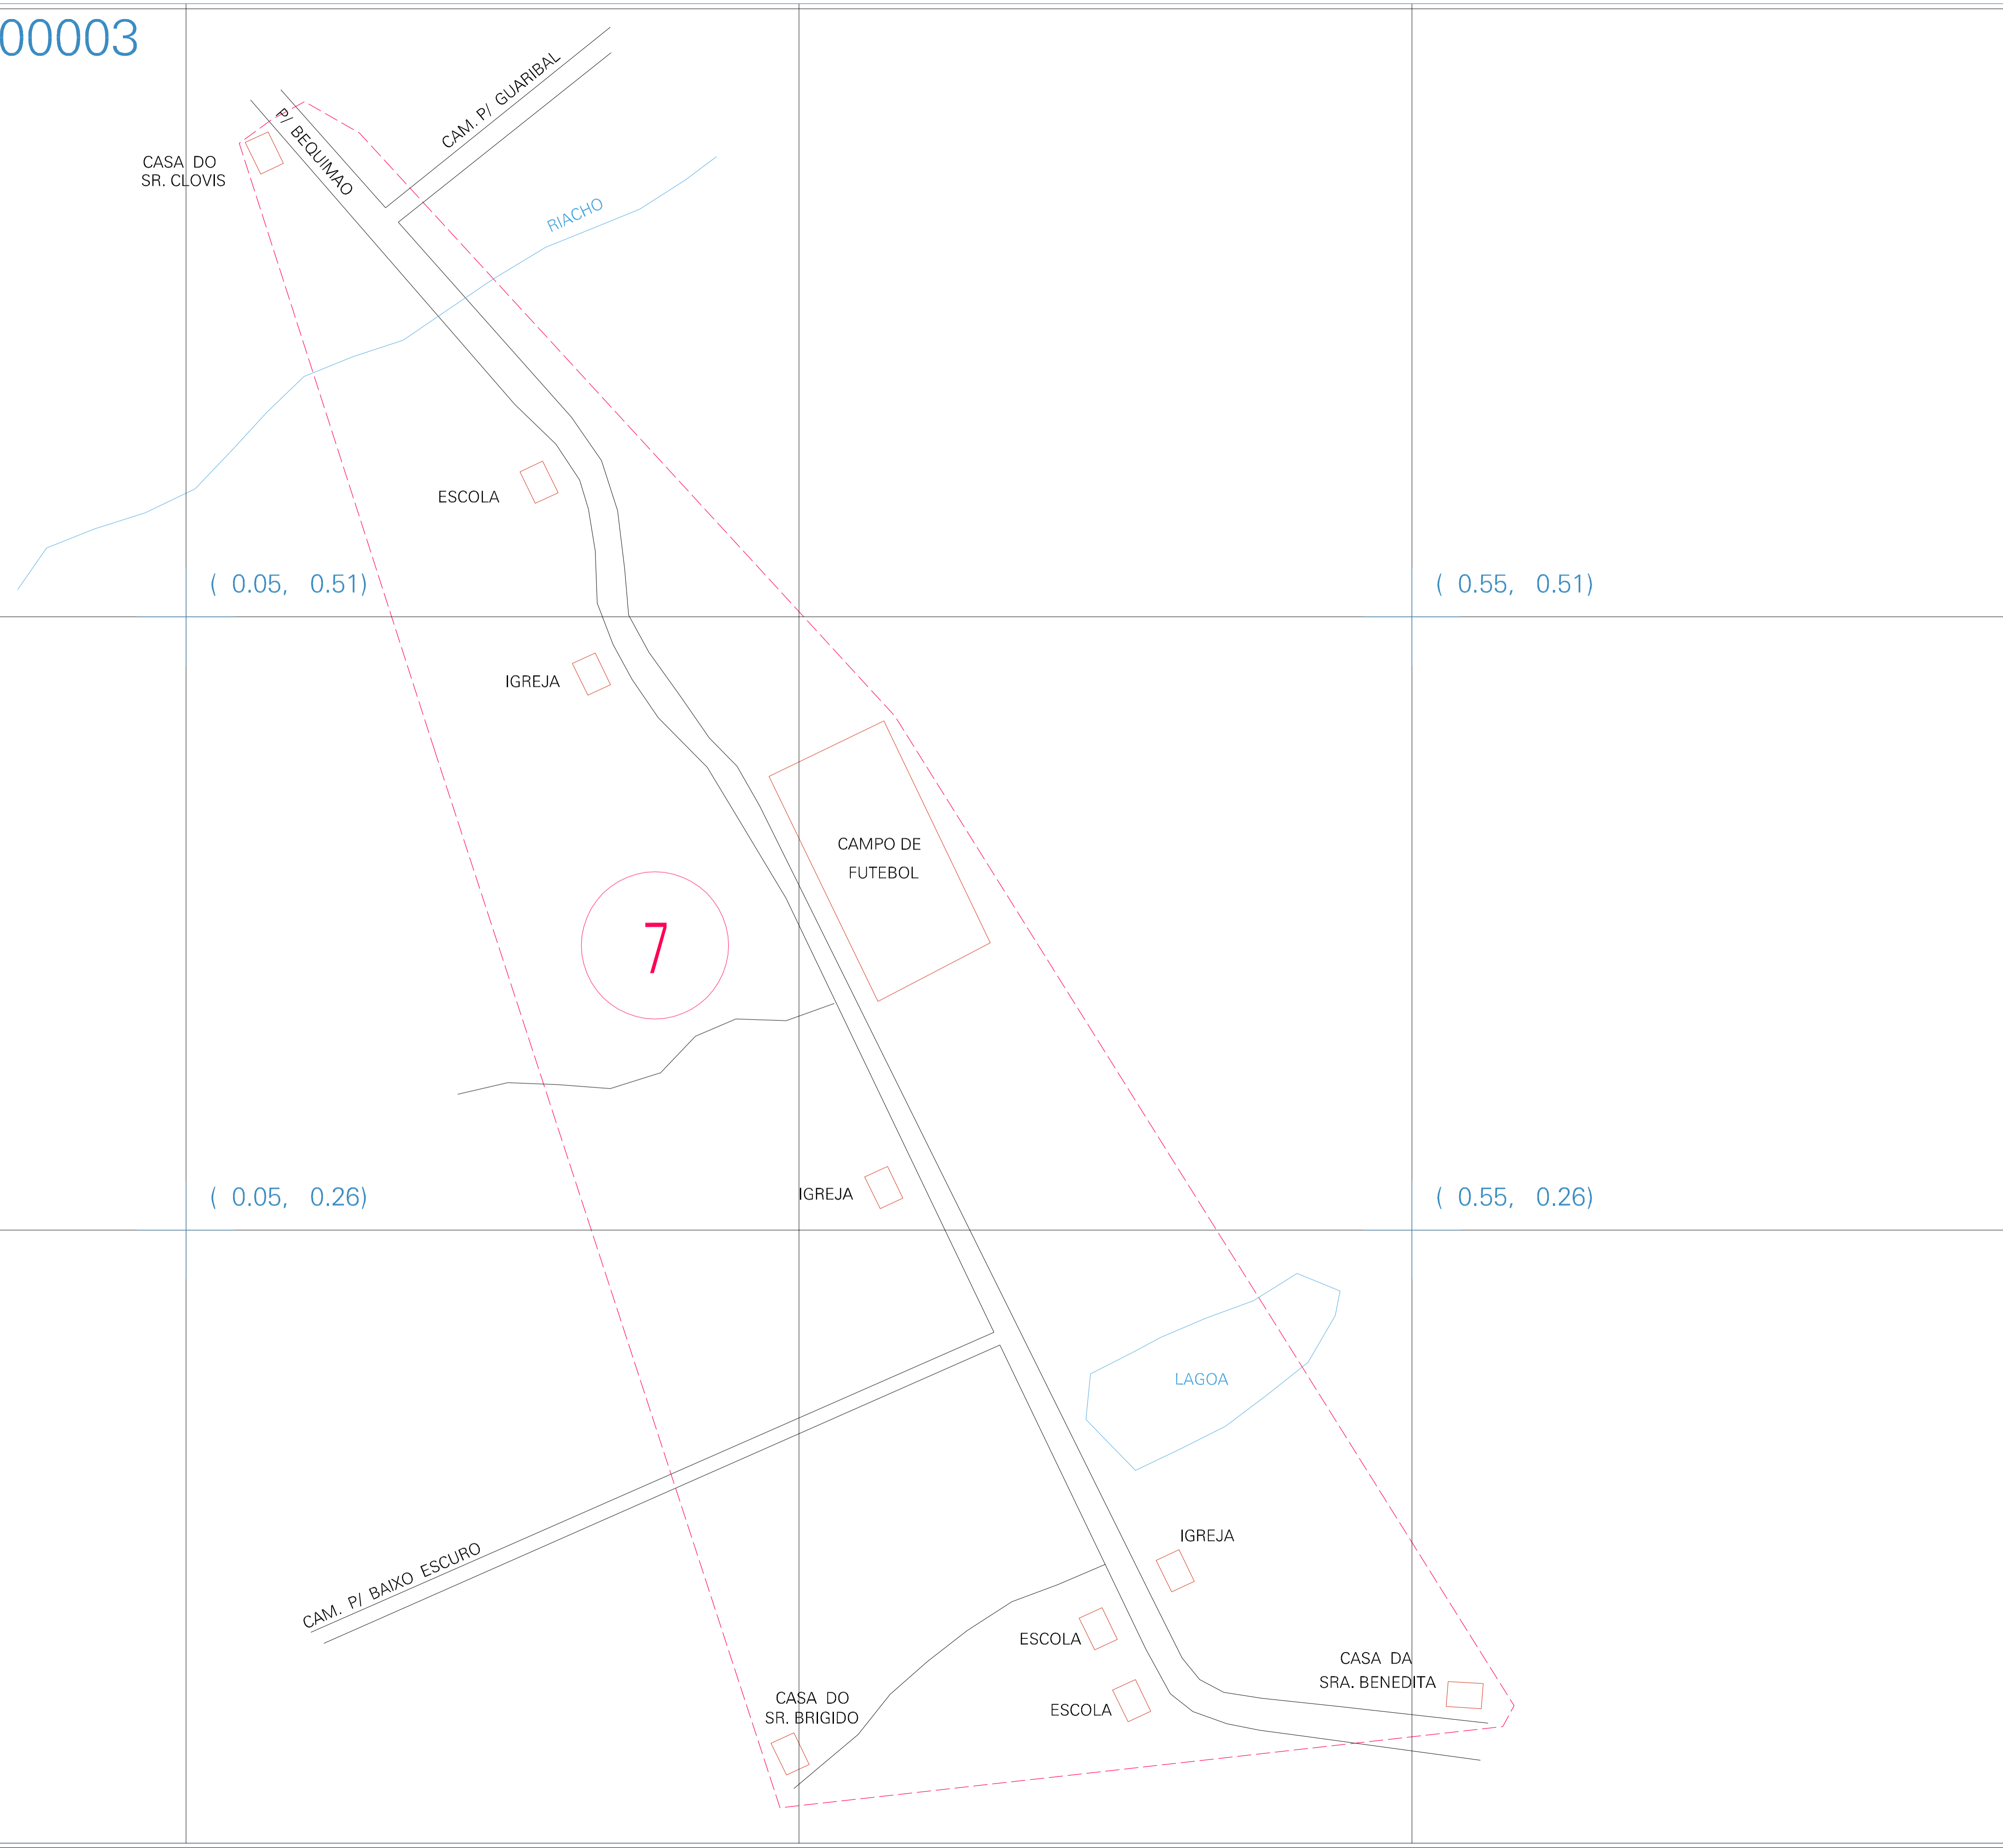 00003
CAM. P/ GUARIBAL
P/ BEQUIMAO
CASA DO
SR. CLOVIS
RIACHO
ESCOLA
( 0.05, 0.51)
( 0.55, 0.51)
IGREJA
CAMPO DE
FUTEBOL
7
IGREJA
( 0.05, 0.26)
( 0.55, 0.26)
LAGOA
CAM. P/ BAIXO ESCURO
IGREJA
ESCOLA
CASA DA
SRA. BENEDITA
CASA DO
SR. BRIGIDO
ESCOLA